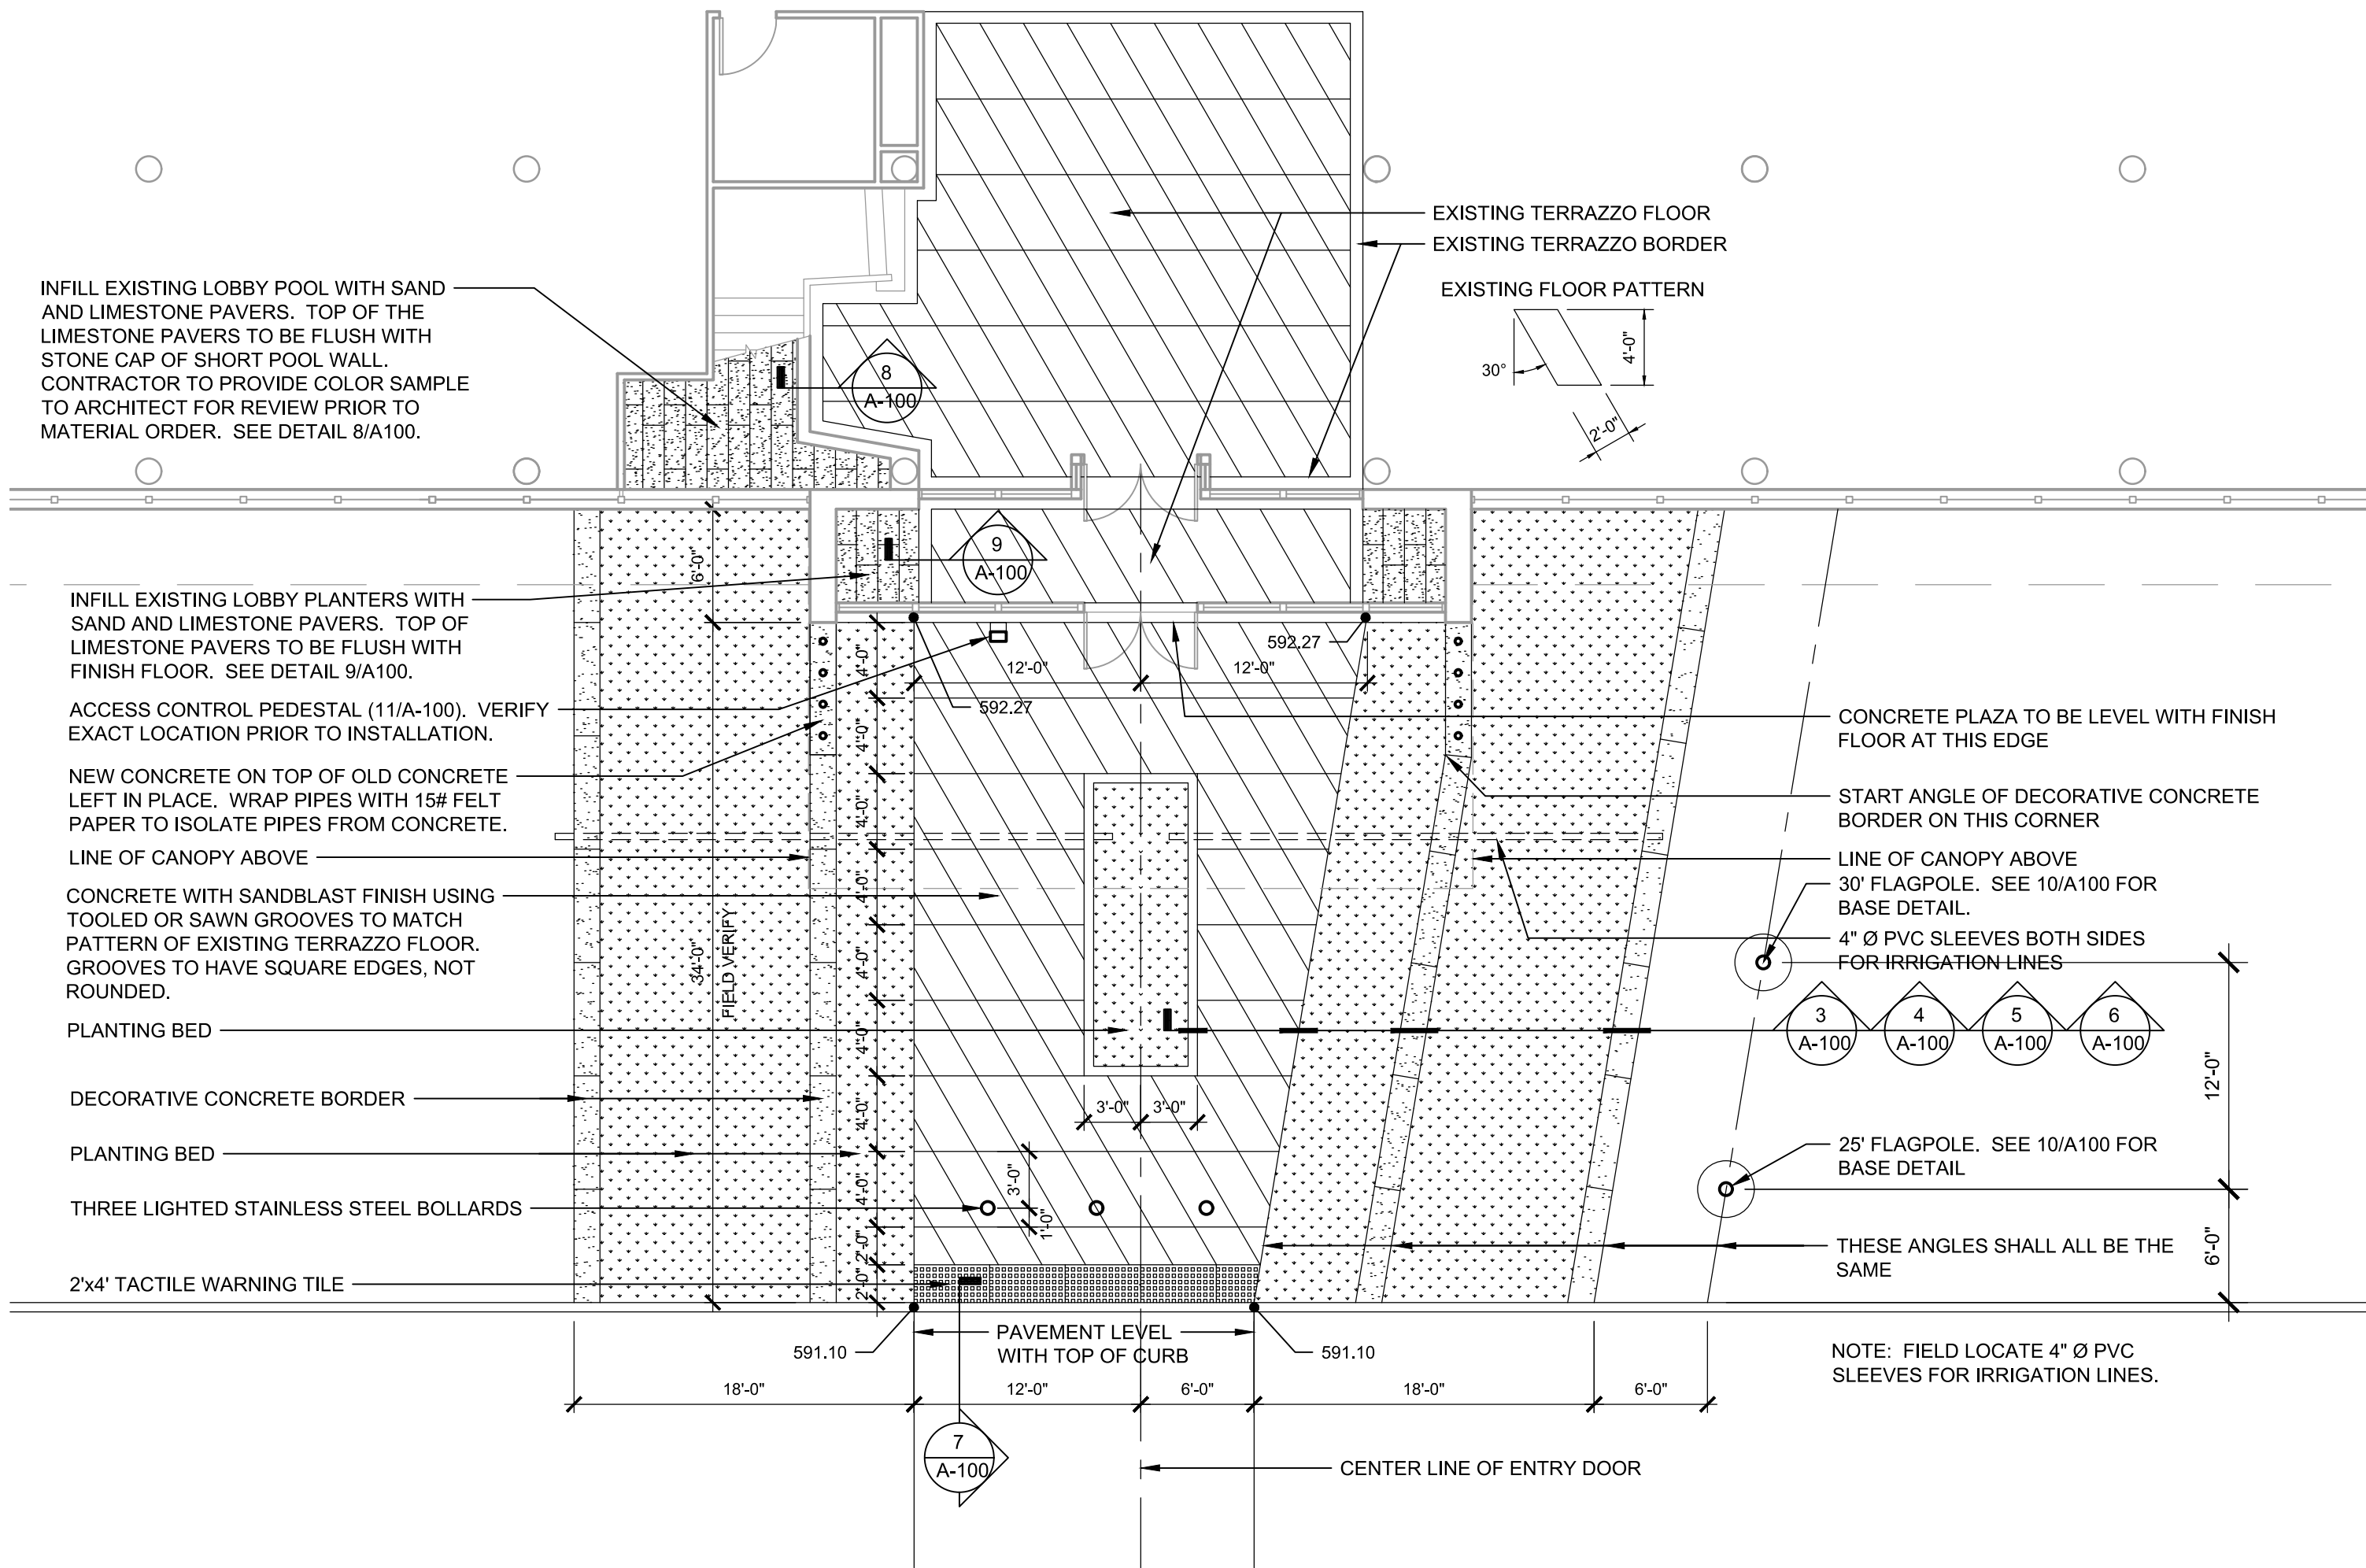 EXISTING TERRAZZO FLOOR
EXISTING TERRAZZO BORDER
EXISTING FLOOR PATTERN
30°
4'-0"
2'-0"
INFILL EXISTING LOBBY POOL WITH SAND
AND LIMESTONE PAVERS. TOP OF THE
LIMESTONE PAVERS TO BE FLUSH WITH
STONE CAP OF SHORT POOL WALL.
CONTRACTOR TO PROVIDE COLOR SAMPLE
TO ARCHITECT FOR REVIEW PRIOR TO
MATERIAL ORDER. SEE DETAIL 8/A100.
8
A-100
9
A-100
6'-0"
INFILL EXISTING LOBBY PLANTERS WITH
SAND AND LIMESTONE PAVERS. TOP OF
LIMESTONE PAVERS TO BE FLUSH WITH
FINISH FLOOR. SEE DETAIL 9/A100.
ACCESS CONTROL PEDESTAL (11/A-100). VERIFY
EXACT LOCATION PRIOR TO INSTALLATION.
NEW CONCRETE ON TOP OF OLD CONCRETE
LEFT IN PLACE. WRAP PIPES WITH 15# FELT
PAPER TO ISOLATE PIPES FROM CONCRETE.
LINE OF CANOPY ABOVE
CONCRETE WITH SANDBLAST FINISH USING
TOOLED OR SAWN GROOVES TO MATCH
PATTERN OF EXISTING TERRAZZO FLOOR.
GROOVES TO HAVE SQUARE EDGES, NOT
ROUNDED.
PLANTING BED
DECORATIVE CONCRETE BORDER
PLANTING BED
THREE LIGHTED STAINLESS STEEL BOLLARDS
2'x4' TACTILE WARNING TILE
34'-0"
FIELD VERIFY
4'-0"
4'-0"
4'-0"
4'-0"
4'-0"
4'-0"
4'-0"
4'-0"
2'-0"
2'-0"
592.27
12'-0"
12'-0"
592.27
3'-0"
3'-0"
3'-0"
1'-0"
CONCRETE PLAZA TO BE LEVEL WITH FINISH
FLOOR AT THIS EDGE
START ANGLE OF DECORATIVE CONCRETE
BORDER ON THIS CORNER
LINE OF CANOPY ABOVE
30' FLAGPOLE. SEE 10/A100 FOR
BASE DETAIL.
4" Ø PVC SLEEVES BOTH SIDES
FOR IRRIGATION LINES
3
A-100
4
A-100
5
A-100
6
A-100
12'-0"
25' FLAGPOLE. SEE 10/A100 FOR
BASE DETAIL
THESE ANGLES SHALL ALL BE THE
SAME
6'-0"
PAVEMENT LEVEL
WITH TOP OF CURB
591.10
591.10
NOTE: FIELD LOCATE 4" Ø PVC
SLEEVES FOR IRRIGATION LINES.
18'-0"
12'-0"
6'-0"
18'-0"
6'-0"
7
A-100
CENTER LINE OF ENTRY DOOR